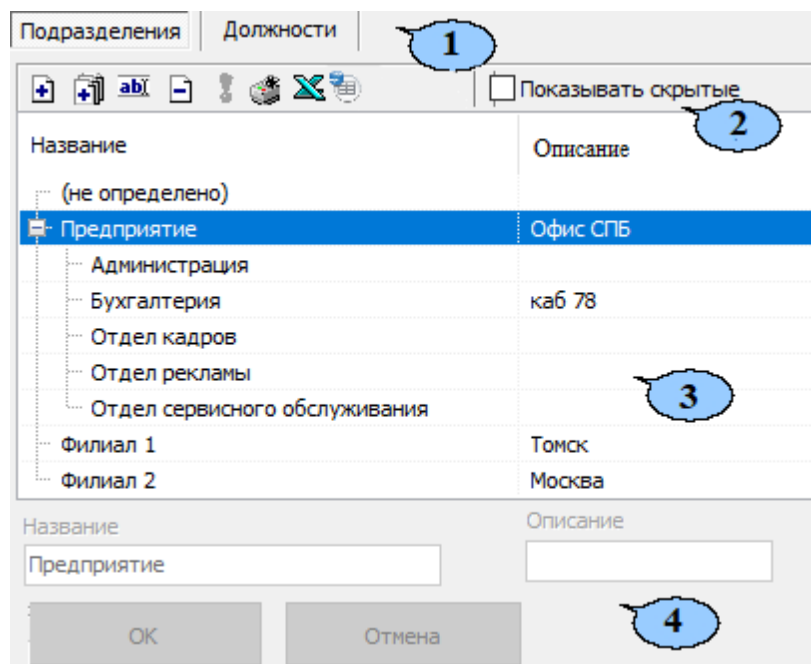 Подразделения Должности
1
abI Показывать скрытые
2
Название Описание
(не определено)
Предприятие Офис СПБ
Администрация
Бухгалтерия каб 78
Отдел кадров
Отдел рекламы
3
Отдел сервисного обслуживания
Филиал 1 Томск
Филиал 2 Москва
Название Описание
Предприятие
OK Отмена
4